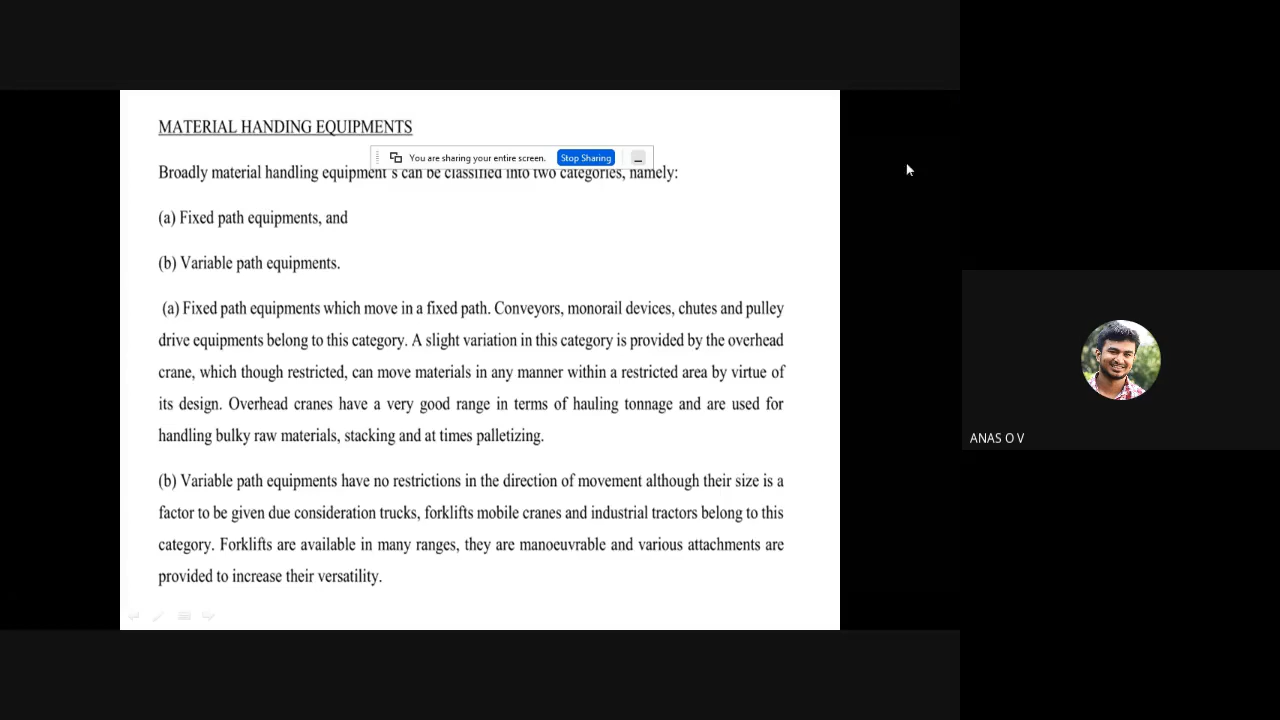 MATERIAL HANDING EQUIPMENTS
You are sharing your entire screen. Stop Sharing
Broadly material handling equipment's can be classified into two categories, namely:
(a) Fixed path equipments, and
(b) Variable path equipments.
(a) Fixed path equipments which move in a fixed path. Conveyors, monorail devices, chutes and pulley
drive equipments belong to this category. A slight variation in this category is provided by the overhead
crane, which though restricted, can move materials in any manner within a restricted area by virtue of
its design. Overhead cranes have a very good range in terms of hauling tonnage and are used for
handling bulky raw materials, stacking and at times palletizing.
(b) Variable path equipments have no restrictions in the direction of movement although their size is a
factor to be given due consideration trucks, forklifts mobile cranes and industrial tractors belong to this
category. Forklifts are available in many ranges, they are manoeuvrable and various attachments are
provided to increase their versatility.
ANAS O V